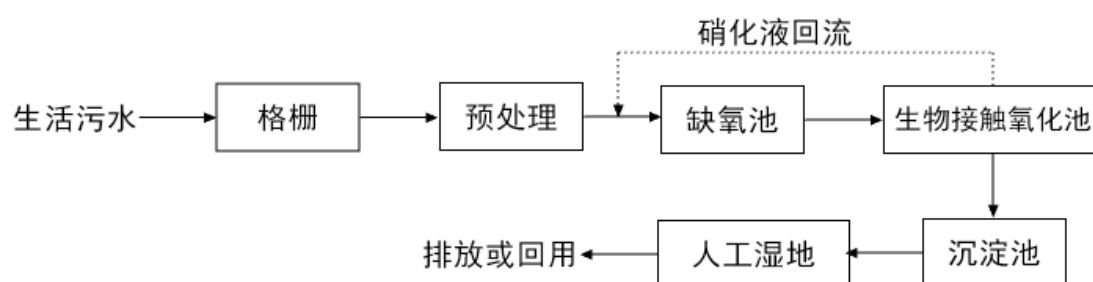 硝化液回流
生活污水
格栅
预处理
缺氧池
生物接触氧化池
排放或回用
人工湿地
沉淀池